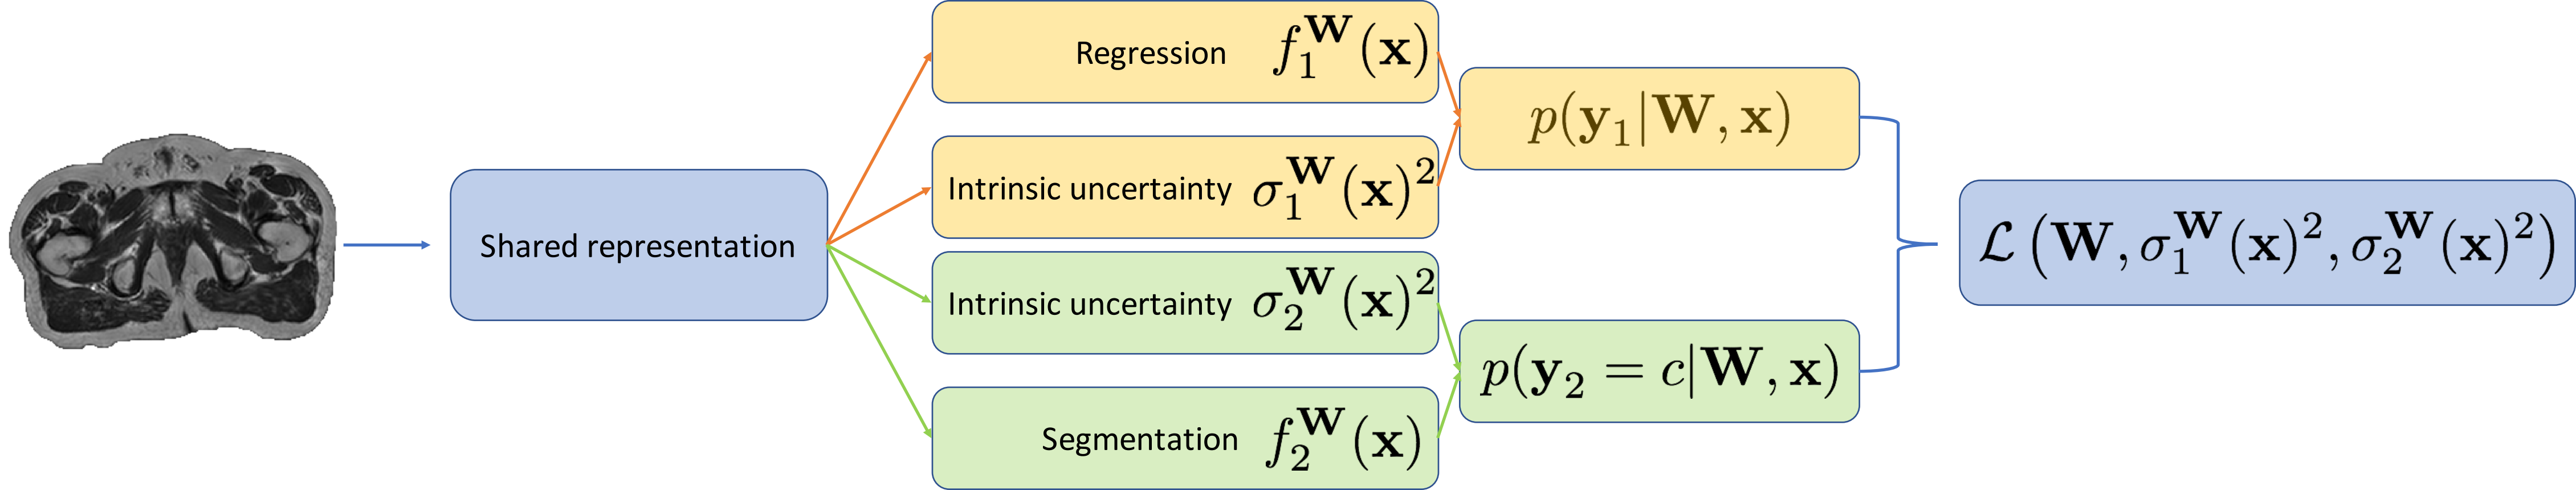 Shared representation
Regression f₁^𝐖(𝐱)
Intrinsic uncertainty σ₁^𝐖(𝐱)²
Intrinsic uncertainty σ₂^𝐖(𝐱)²
Segmentation f₂^𝐖(𝐱)
p(𝐲₁|𝐖, 𝐱)
p(𝐲₂ = c|𝐖, 𝐱)
ℒ (𝐖, σ₁^𝐖(𝐱)², σ₂^𝐖(𝐱)²)